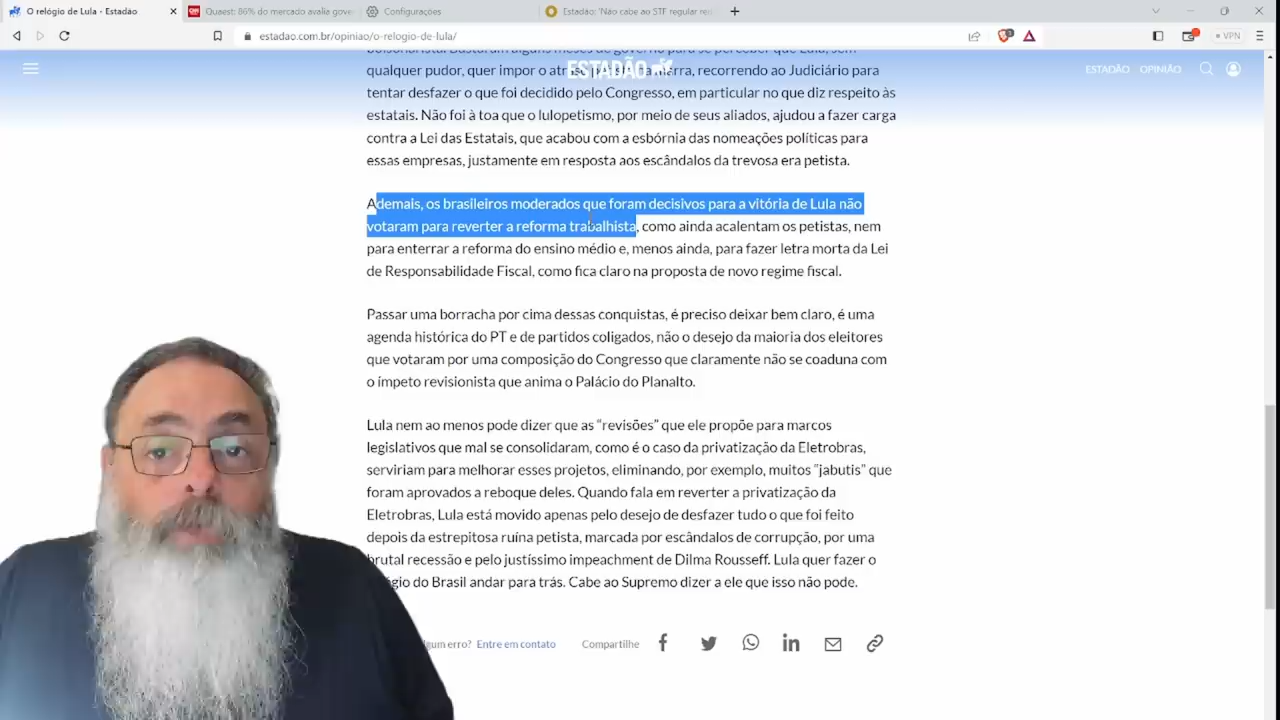 O relógio de Lula - Estadão
Quaest: 86% do mercado avalia gove
Configurações
Estadão: 'Não cabe ao STF regular re
estadao.com.br/opiniao/o-relogio-de-lula/
VPN
ESTADÃO
ESTADÃO OPINIÃO
qualquer pudor, quer impor o atraso petista na marra, recorrendo ao Judiciário para
tentar desfazer o que foi decidido pelo Congresso, em particular no que diz respeito às
estatais. Não foi à toa que o lulopetismo, por meio de seus aliados, ajudou a fazer carga
contra a Lei das Estatais, que acabou com a esbórnia das nomeações políticas para
essas empresas, justamente em resposta aos escândalos da trevosa era petista.
Ademais, os brasileiros moderados que foram decisivos para a vitória de Lula não
votaram para reverter a reforma trabalhista, como ainda acalentam os petistas, nem
para enterrar a reforma do ensino médio e, menos ainda, para fazer letra morta da Lei
de Responsabilidade Fiscal, como fica claro na proposta de novo regime fiscal.
Passar uma borracha por cima dessas conquistas, é preciso deixar bem claro, é uma
agenda histórica do PT e de partidos coligados, não o desejo da maioria dos eleitores
que votaram por uma composição do Congresso que claramente não se coaduna com
o ímpeto revisionista que anima o Palácio do Planalto.
Lula nem ao menos pode dizer que as “revisões” que ele propõe para marcos
legislativos que mal se consolidaram, como é o caso da privatização da Eletrobras,
serviriam para melhorar esses projetos, eliminando, por exemplo, muitos “jabutis” que
foram aprovados a reboque deles. Quando fala em reverter a privatização da
Eletrobras, Lula está movido apenas pelo desejo de desfazer tudo o que foi feito
depois da estrepitosa ruína petista, marcada por escândalos de corrupção, por uma
brutal recessão e pelo justíssimo impeachment de Dilma Rousseff. Lula quer fazer o
relógio do Brasil andar para trás. Cabe ao Supremo dizer a ele que isso não pode.
algum erro? Entre em contato Compartilhe